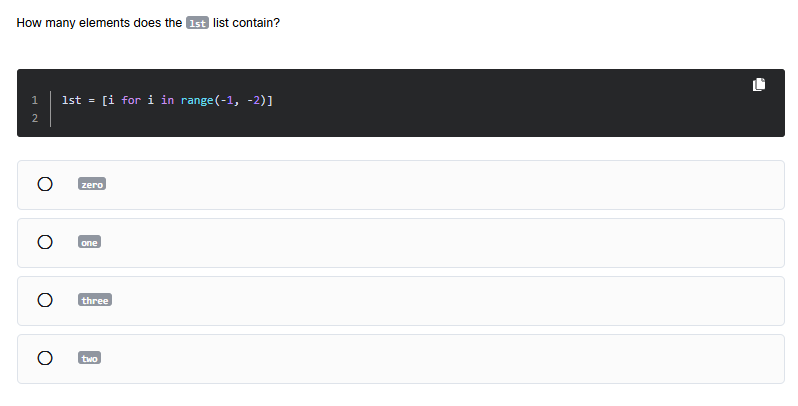 How many elements does the lst list contain?
1 lst = [i for i in range(-1, -2)]
2
zero
one
three
two